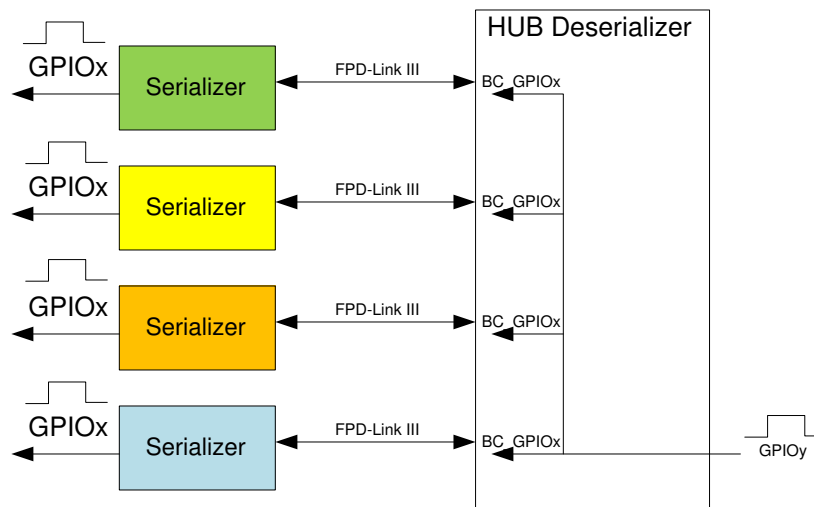 HUB Deserializer
GPIOx
Serializer
FPD-Link III
BC_GPIOx
GPIOx
Serializer
FPD-Link III
BC_GPIOx
GPIOx
Serializer
FPD-Link III
BC_GPIOx
GPIOx
Serializer
FPD-Link III
BC_GPIOx
GPIOy